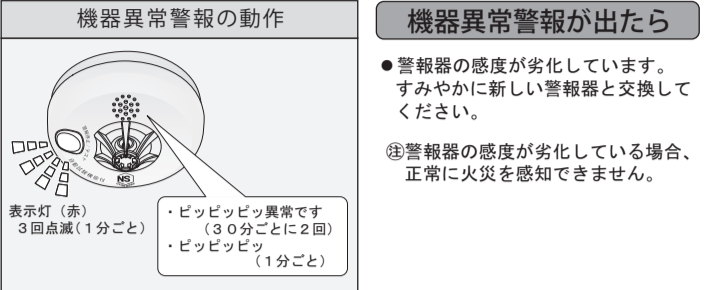 機器異常警報の動作
表示灯（赤）
３回点滅（１分ごと）
・ピッピッピッ異常です
（３０分ごとに２回）
・ピッピッピッ
（１分ごと）
NS
機器異常警報が出たら
●警報器の感度が劣化しています。
すみやかに新しい警報器と交換して
ください。
㊟警報器の感度が劣化している場合、
正常に火災を感知できません。